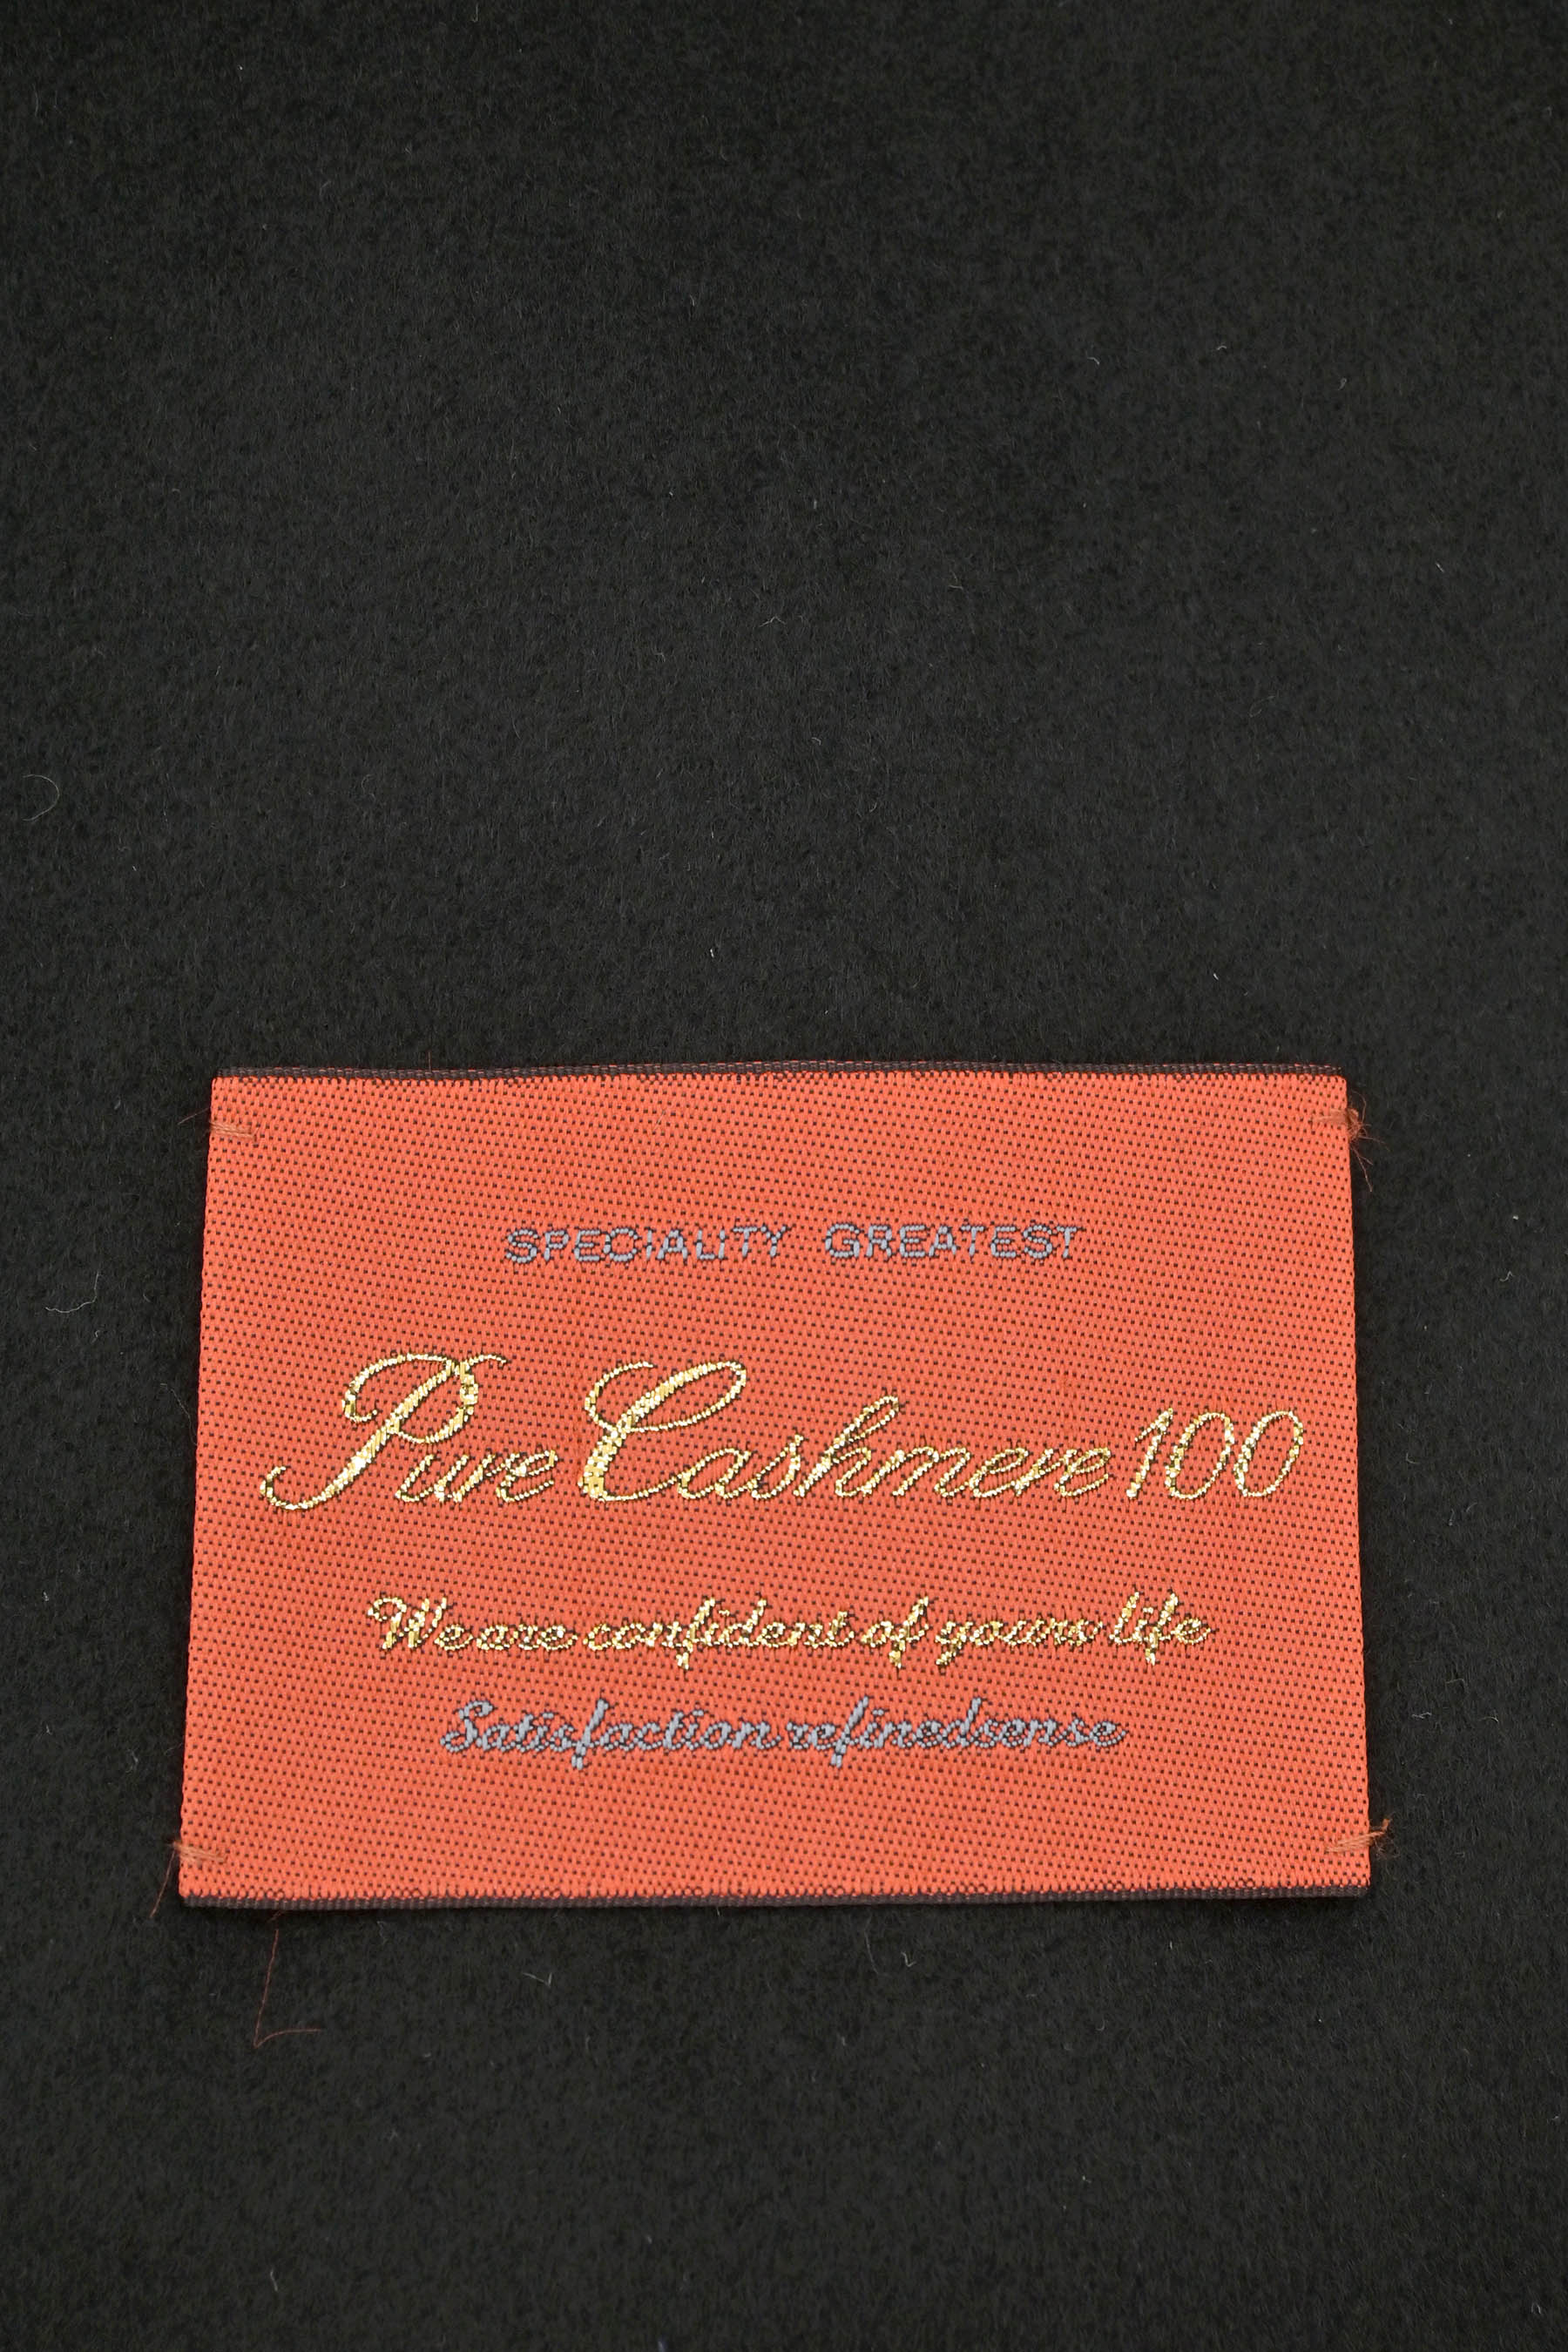 SPECIALITY GREATEST
Pure Cashmere 100
We are confident of yours life
Satisfaction refinedsense